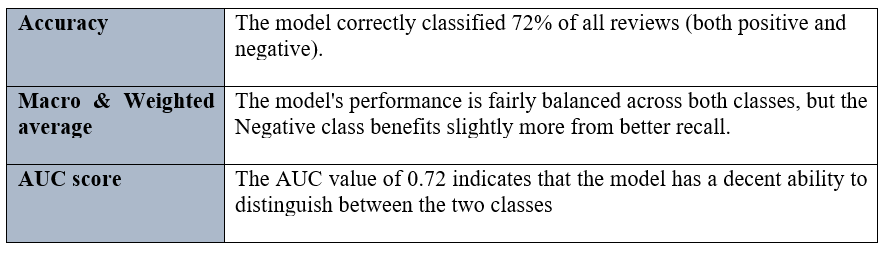 Accuracy
The model correctly classified 72% of all reviews (both positive and
negative).
Macro & Weighted
average
The model's performance is fairly balanced across both classes, but the
Negative class benefits slightly more from better recall.
AUC score
The AUC value of 0.72 indicates that the model has a decent ability to
distinguish between the two classes